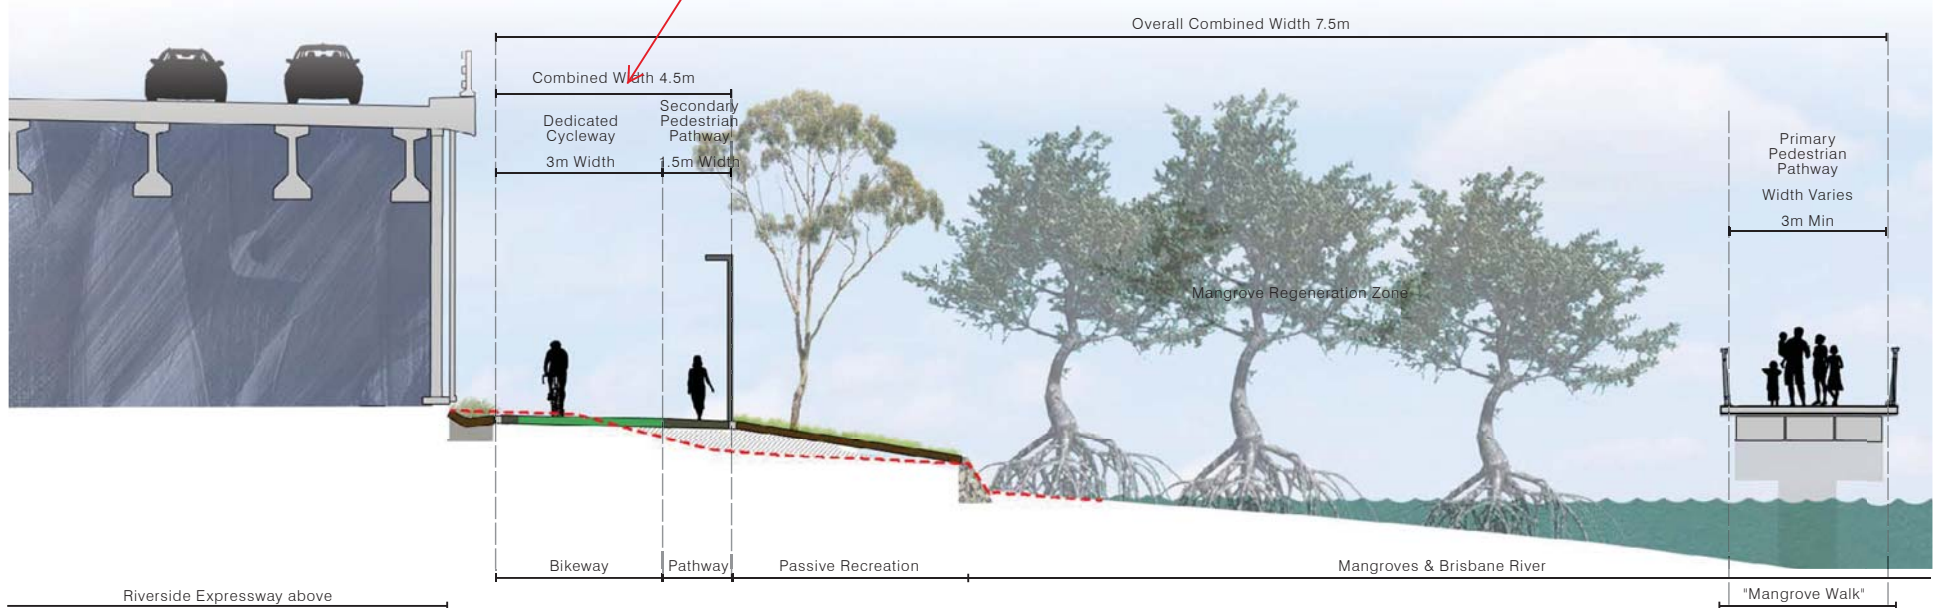 Overall Combined Width 7.5m
Combined Width 4.5m
Dedicated
Cycleway
3m Width
Secondary
Pedestrian
Pathway
1.5m Width
Primary
Pedestrian
Pathway
Width Varies
3m Min
Mangrove Regeneration Zone
Bikeway
Pathway
Passive Recreation
Mangroves & Brisbane River
Riverside Expressway above
"Mangrove Walk"